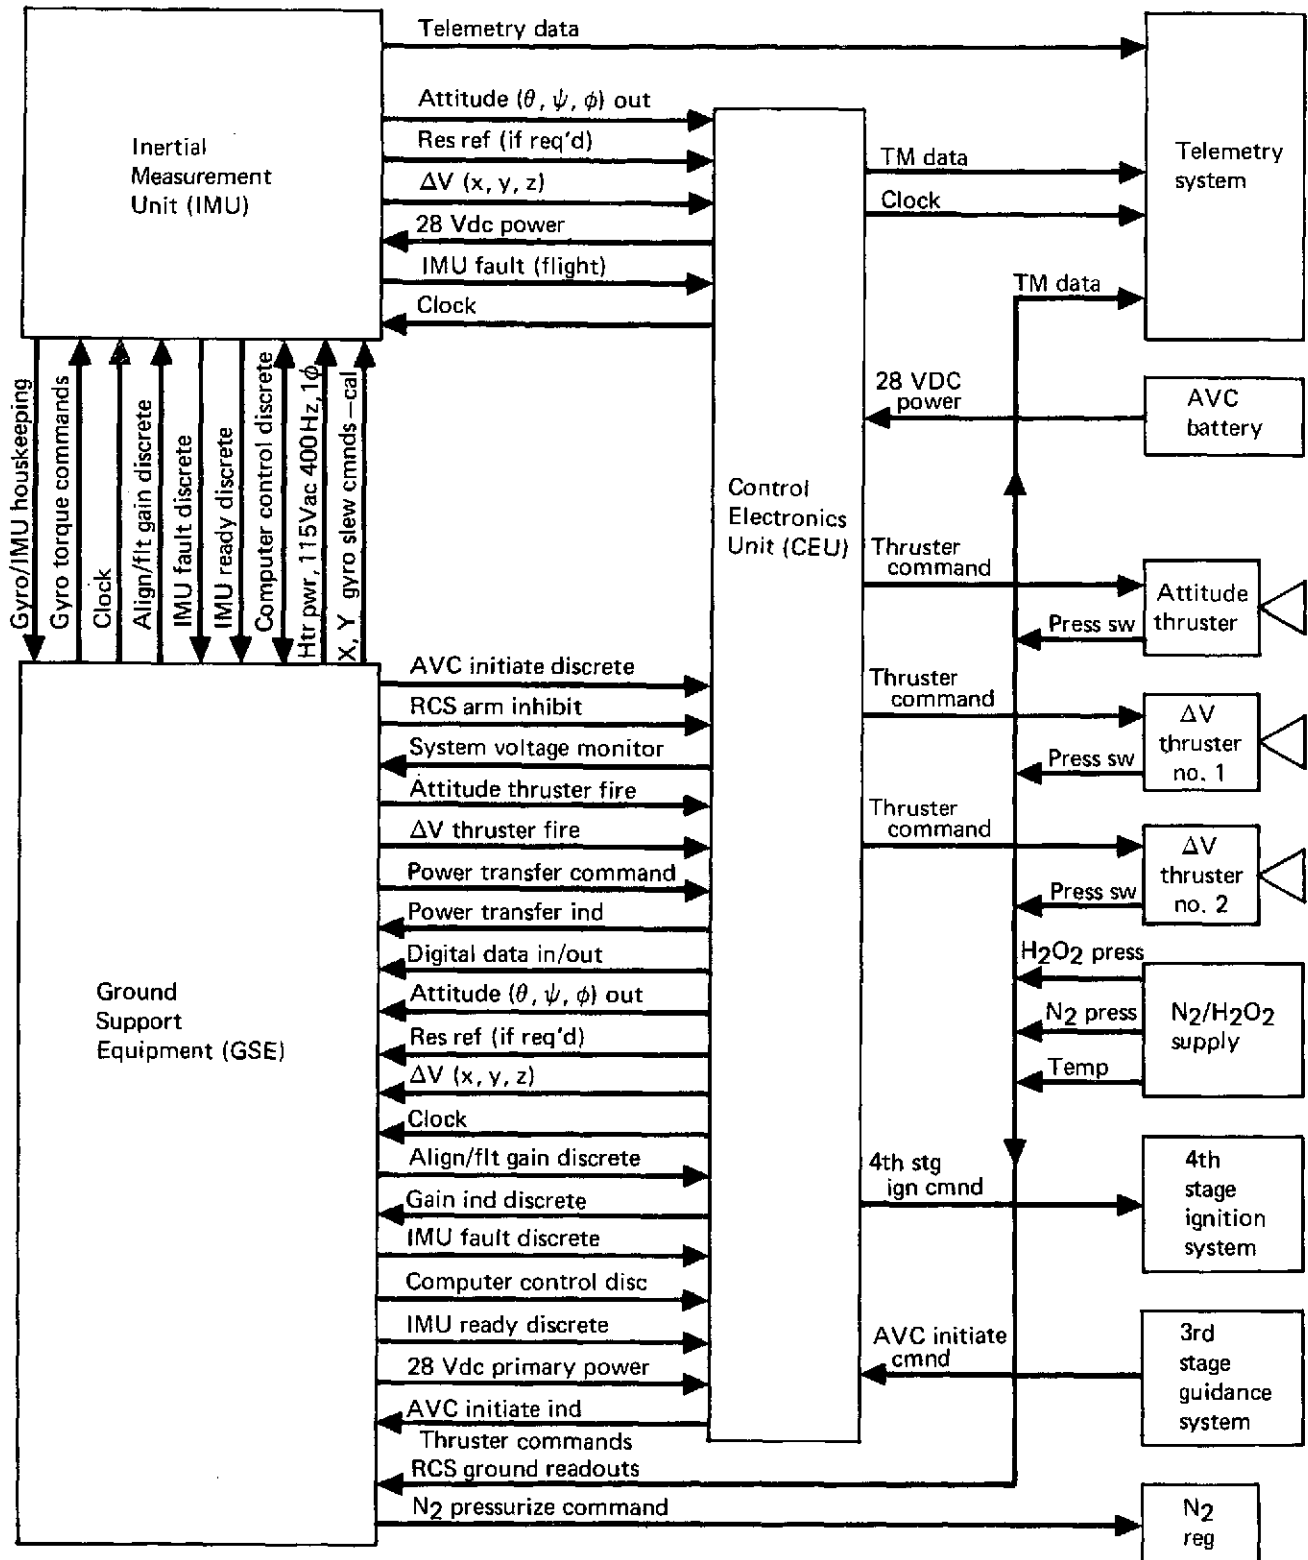 Telemetry data
Attitude (θ, ψ, ϕ) out
Res ref (if req'd)
ΔV (x, y, z)
28 Vdc power
IMU fault (flight)
Clock
Inertial
Measurement
Unit (IMU)
TM data
Clock
TM data
Telemetry
system
28 VDC
power
AVC
battery
Control
Electronics
Unit (CEU)
Gyro/IMU houskeeping
Gyro torque commands
Clock
Align/flt gain discrete
IMU fault discrete
IMU ready discrete
Computer control discrete
Htr pwr, 115Vac 400Hz, 1ϕ
X, Y gyro slew cmnds—cal
Thruster
command
Press sw
Attitude
thruster
Thruster
command
Press sw
ΔV
thruster
no. 1
Thruster
command
Press sw
ΔV
thruster
no. 2
H2O2 press
N2 press
Temp
N2/H2O2
supply
4th stg
ign cmnd
4th
stage
ignition
system
AVC initiate
cmnd
3rd
stage
guidance
system
Ground
Support
Equipment (GSE)
AVC initiate discrete
RCS arm inhibit
System voltage monitor
Attitude thruster fire
ΔV thruster fire
Power transfer command
Power transfer ind
Digital data in/out
Attitude (θ, ψ, ϕ) out
Res ref (if req'd)
ΔV (x, y, z)
Clock
Align/flt gain discrete
Gain ind discrete
IMU fault discrete
Computer control disc
IMU ready discrete
28 Vdc primary power
AVC initiate ind
Thruster commands
RCS ground readouts
N2 pressurize command
N2
reg